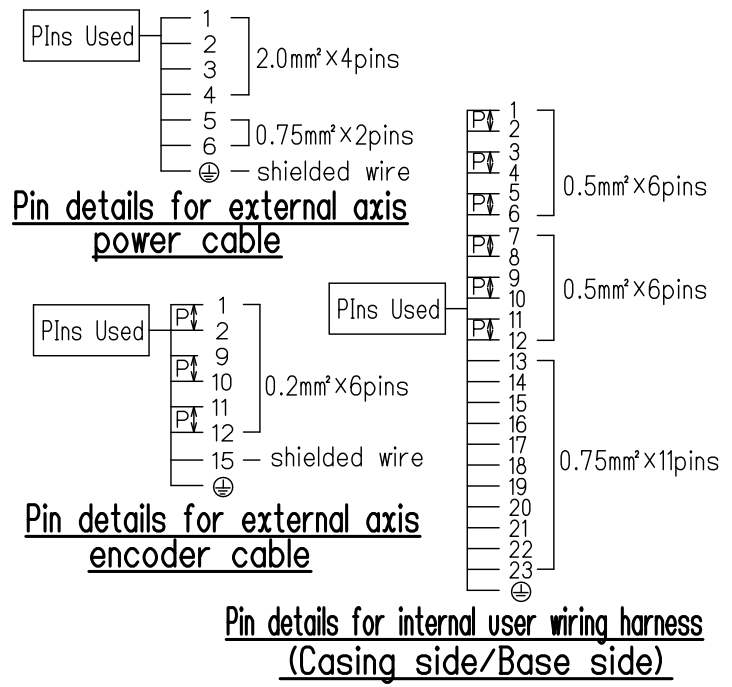 PIns Used
1
2
3
4
2.0mm²×4pins
5
6
0.75mm²×2pins
⏚ — shielded wire
Pin details for external axis
power cable
PIns Used
P
1
2
P
9
10
P
11
12
0.2mm²×6pins
15 — shielded wire
⏚
Pin details for external axis
encoder cable
PIns Used
P
1
2
P
3
4
P
5
6
0.5mm²×6pins
P
7
8
P
9
10
P
11
12
0.5mm²×6pins
13
14
15
16
17
18
19
20
21
22
23
0.75mm²×11pins
⏚
Pin details for internal user wiring harness
(Casing side/Base side)